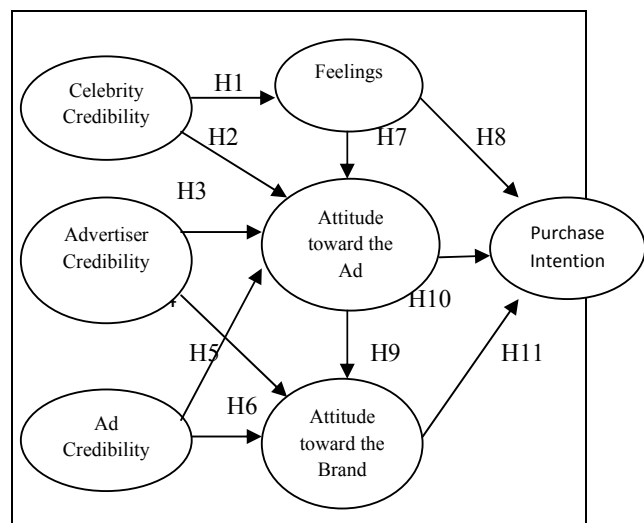 Celebrity
Credibility
H1
Feelings
H2
H7
H8
H3
Advertiser
Credibility
Attitude
toward the
Ad
Purchase
Intention
H10
H5
H9
H11
Ad
Credibility
H6
Attitude
toward the
Brand